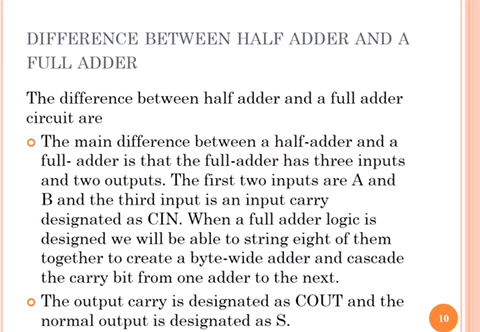 DIFFERENCE BETWEEN HALF ADDER AND A
FULL ADDER
The difference between half adder and a full adder
circuit are
The main difference between a half-adder and a
full- adder is that the full-adder has three inputs
and two outputs. The first two inputs are A and
B and the third input is an input carry
designated as CIN. When a full adder logic is
designed we will be able to string eight of them
together to create a byte-wide adder and cascade
the carry bit from one adder to the next.
The output carry is designated as COUT and the
normal output is designated as S.
10